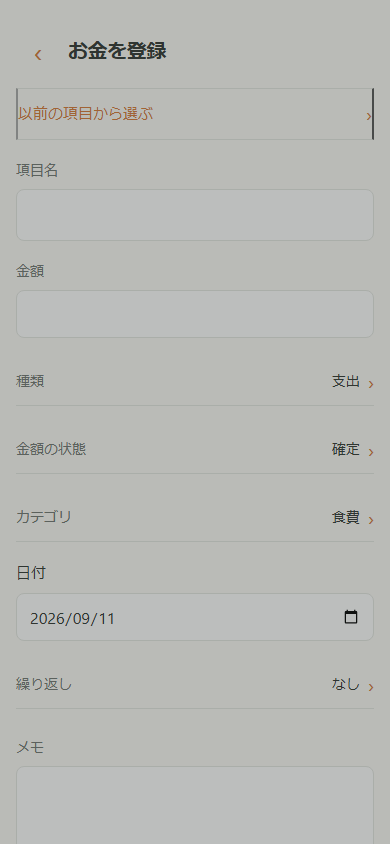 ‹ お金を登録
以前の項目から選ぶ ›
項目名
金額
種類 支出 ›
金額の状態 確定 ›
カテゴリ 食費 ›
日付
2026/09/11
繰り返し なし ›
メモ